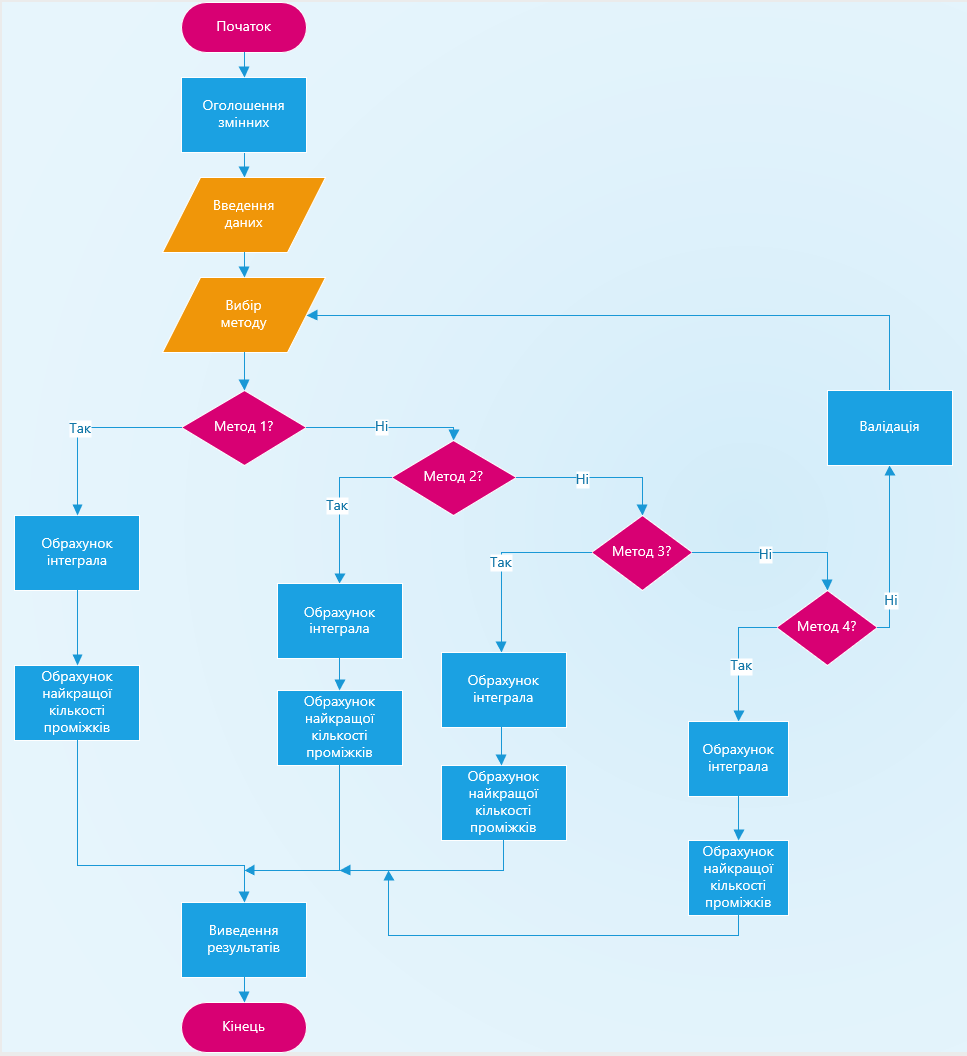 Початок
Оголошення
змінних
Введення
даних
Вибір
методу
Метод 1?
Так
Ні
Валідація
Метод 2?
Так
Ні
Метод 3?
Так
Ні
Метод 4?
Так
Ні
Обрахунок
інтеграла
Обрахунок
найкращої
кількості
проміжків
Обрахунок
інтеграла
Обрахунок
найкращої
кількості
проміжків
Обрахунок
інтеграла
Обрахунок
найкращої
кількості
проміжків
Обрахунок
інтеграла
Обрахунок
найкращої
кількості
проміжків
Виведення
результатів
Кінець